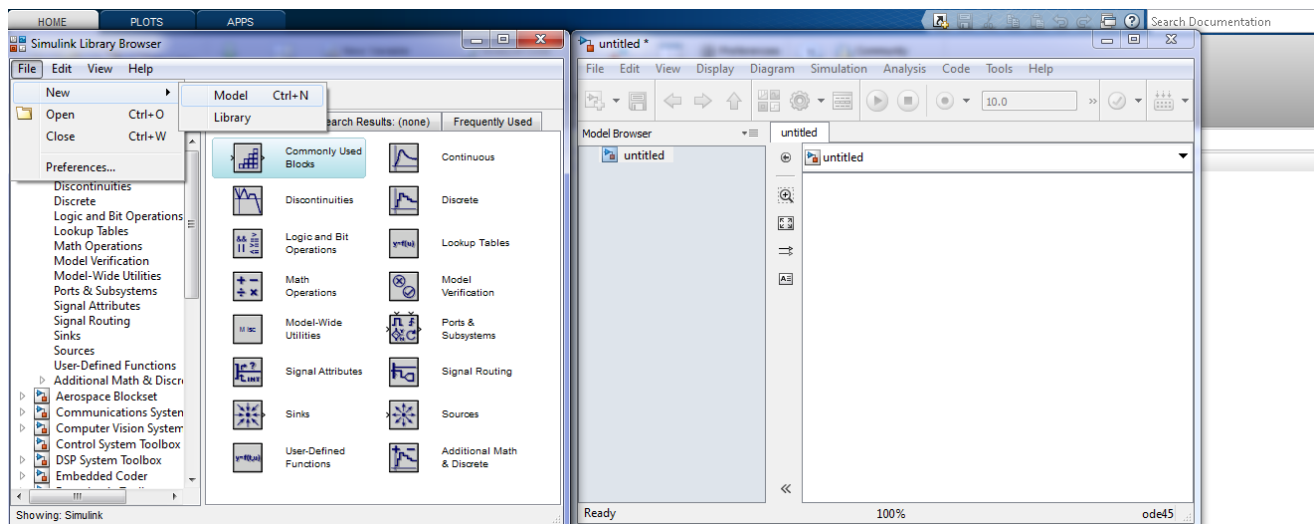 HOME PLOTS APPS
Search Documentation
Simulink Library Browser
File Edit View Help
New
Open Ctrl+O
Close Ctrl+W
Preferences...
Model Ctrl+N
Library
earch Results: (none) Frequently Used
Discontinuities
Discrete
Logic and Bit Operations
Lookup Tables
Math Operations
Model Verification
Model-Wide Utilities
Ports & Subsystems
Signal Attributes
Signal Routing
Sinks
Sources
User-Defined Functions
Additional Math & Discr
Aerospace Blockset
Communications System
Computer Vision System
Control System Toolbox
DSP System Toolbox
Embedded Coder
Commonly Used
Blocks
Continuous
Discontinuities
Discrete
Logic and Bit
Operations
y=f(u)
Lookup Tables
Math
Operations
Model
Verification
Misc
Model-Wide
Utilities
Ports &
Subsystems
Signal Attributes
Signal Routing
Sinks
Sources
y=f(t,u)
User-Defined
Functions
Additional Math
& Discrete
Showing: Simulink
untitled *
File Edit View Display Diagram Simulation Analysis Code Tools Help
10.0
Model Browser
untitled
untitled
untitled
Ready 100% ode45